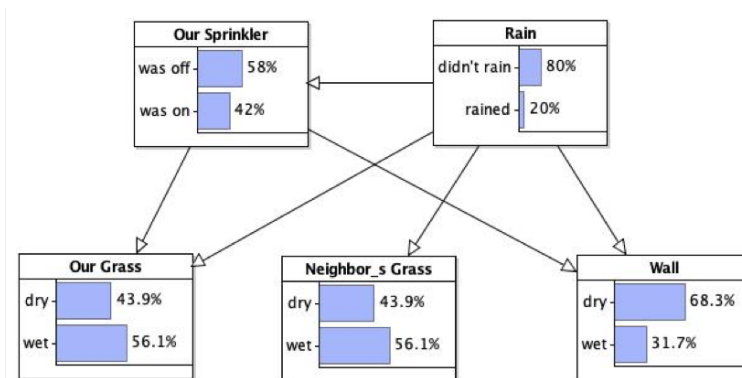 Our Sprinkler
was off 58%
was on 42%
Rain
didn't rain 80%
rained 20%
Our Grass
dry 43.9%
wet 56.1%
Neighbor_s Grass
dry 43.9%
wet 56.1%
Wall
dry 68.3%
wet 31.7%